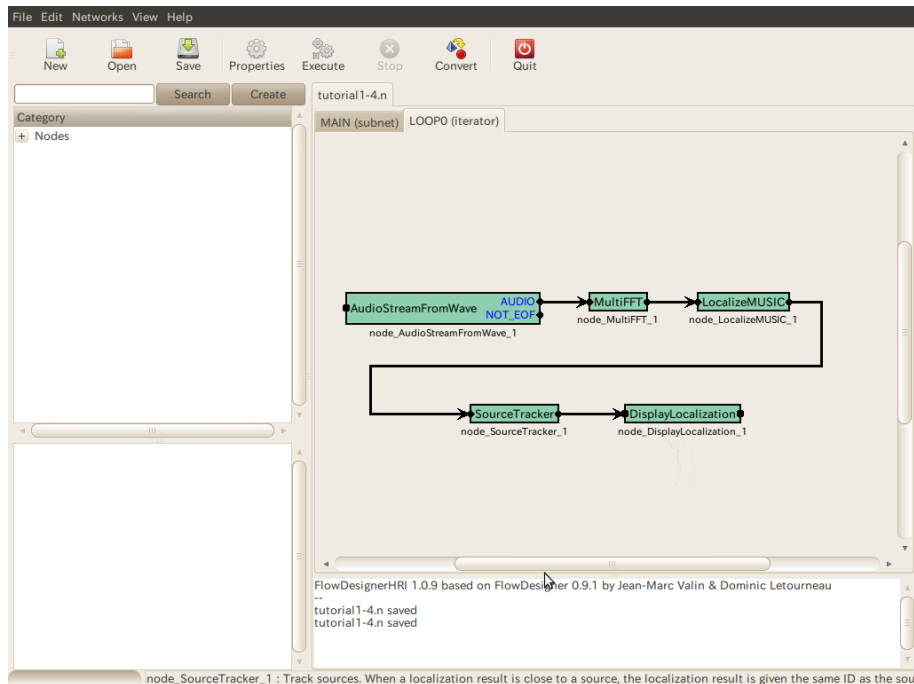 File Edit Networks View Help
New Open Save Properties Execute Stop Convert Quit
Search Create
tutorial1-4.n
Category
MAIN (subnet) LOOP0 (iterator)
Nodes
AudioStreamFromWave AUDIO NOT_EOF
MultiFFT
LocalizeMUSIC
node_MultiFFT_1
node_LocalizeMUSIC_1
node_AudioStreamFromWave_1
SourceTracker
DisplayLocalization
node_SourceTracker_1
node_DisplayLocalization_1
FlowDesignerHRI 1.0.9 based on FlowDesigner 0.9.1 by Jean-Marc Valin & Dominic Letourneau
--
tutorial1-4.n saved
tutorial1-4.n saved
node_SourceTracker_1 : Track sources. When a localization result is close to a source, the localization result is given the same ID as the sou